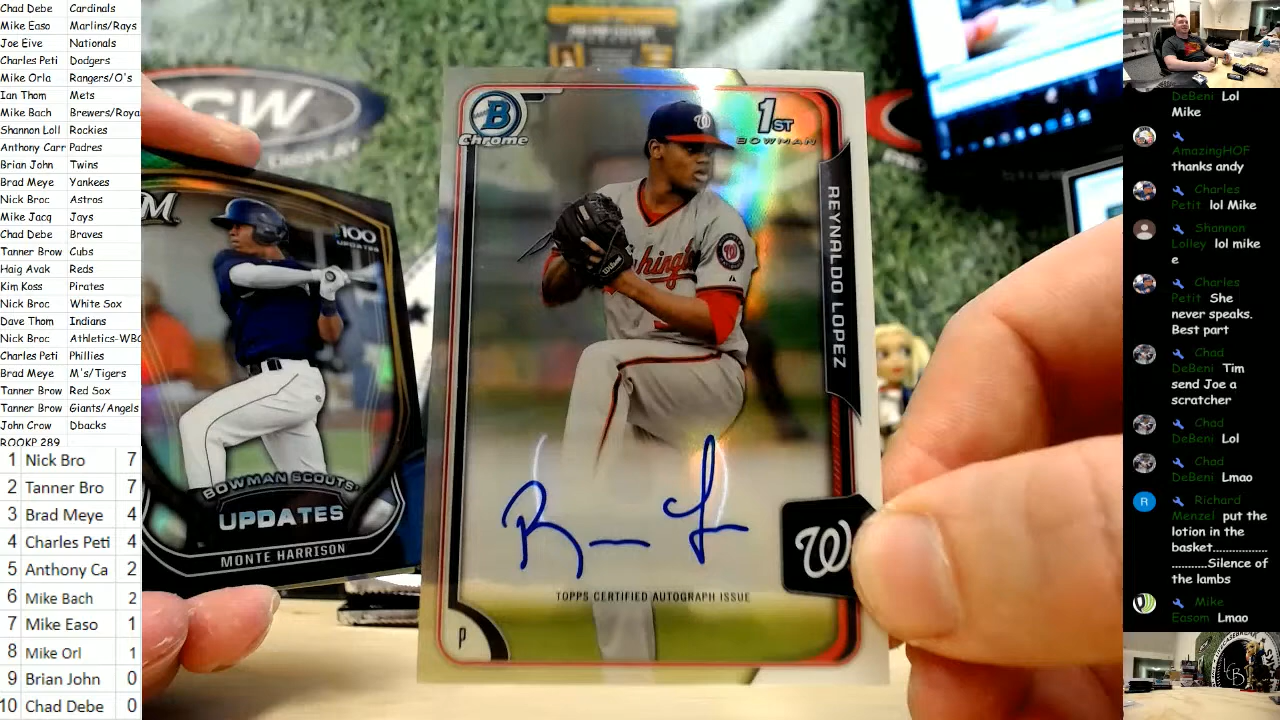 Chad Debe Cardinals
Mike Easo Marlins/Rays
Joe Eive Nationals
Charles Peti Dodgers
Mike Orla Rangers/O's
Ian Thom Mets
Mike Bach Brewers/Roya
Shannon Loll Rockies
Anthony Carr
Brian John Twins
Brad Meye Yankees
Nick Broc Astros
Mike Jacq Jays
Chad Debe Braves
Tanner Brow Cubs
Haig Avak Reds
Kim Kosi Pirates
Nick Broc White Sox
Dave Thom Indians
Nick Broc Athletics-WBC
Charles Peti Phillies
Brad Meye M's/Tigers
Tanner Brow Red Sox
Tanner Brow Giants/Angels
John Crow Dbacks
1 Nick Bro 7
2 Tanner Bro 7
3 Brad Meye 4
4 Charles Peti 4
5 Anthony Ca 2
6 Mike Bach 2
7 Mike Easo 1
8 Mike Orl 1
9 Brian John 0
10 Chad Debe 0
GW
M
100
UPDATES
BOWMAN SCOUTS'
UPDATES
MONTE HARRISON
B
Chrome
1ST
BOWMAN
W
Wilson
REYNALDO LOPEZ
W
TOPPS CERTIFIED AUTOGRAPH ISSUE
P
DeBeni Lol
Mike
AmazingHOF
thanks andy
Charles
Petit lol Mike
Shannon
Lolley lol mike
e
Charles
Petit She
never speaks.
Best part
Chad
DeBeni Tim
send Joe a
scratcher
Chad
DeBeni Lol
Chad
DeBeni Lmao
R
Richard
Menzel put the
lotion in the
basket.................
...........Silence of
the lambs
Mike
Easom Lmao